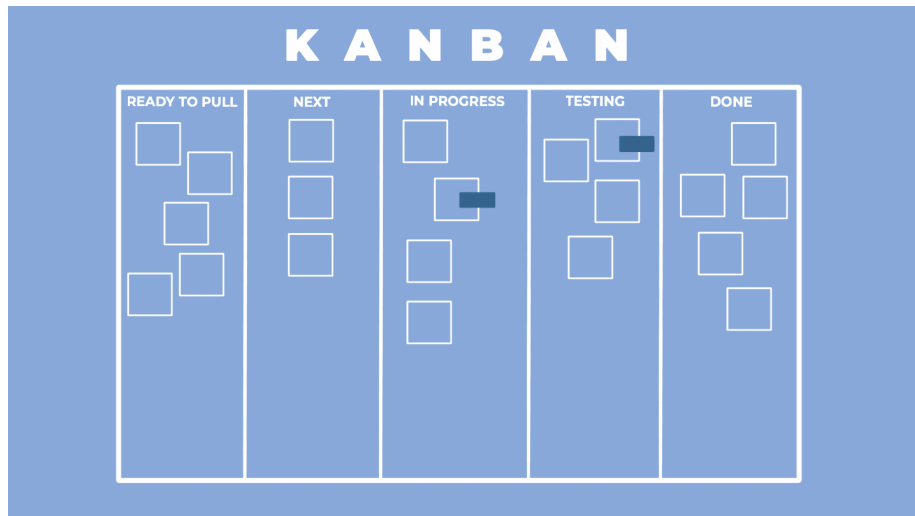 KANBAN
READY TO PULL
NEXT
IN PROGRESS
TESTING
DONE